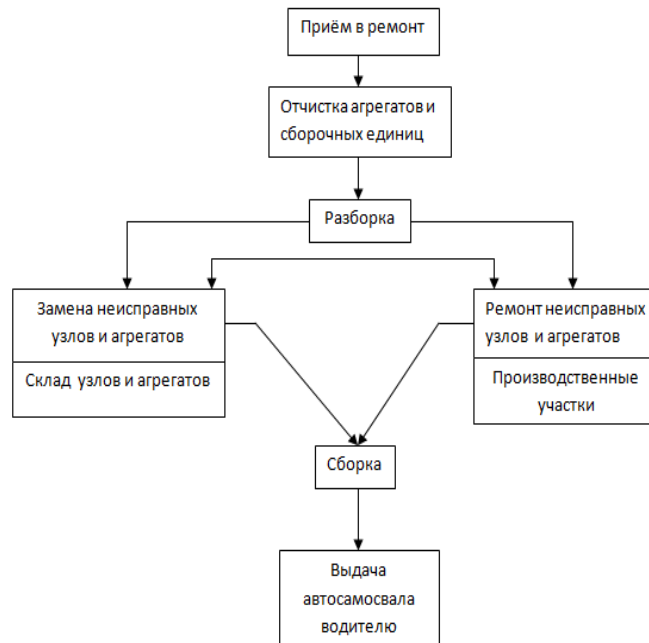 Приём в ремонт
Отчистка агрегатов и
сборочных единиц
Разборка
Замена неисправных
узлов и агрегатов
Склад узлов и агрегатов
Ремонт неисправных
узлов и агрегатов
Производственные
участки
Сборка
Выдача
автосамосвала
водителю